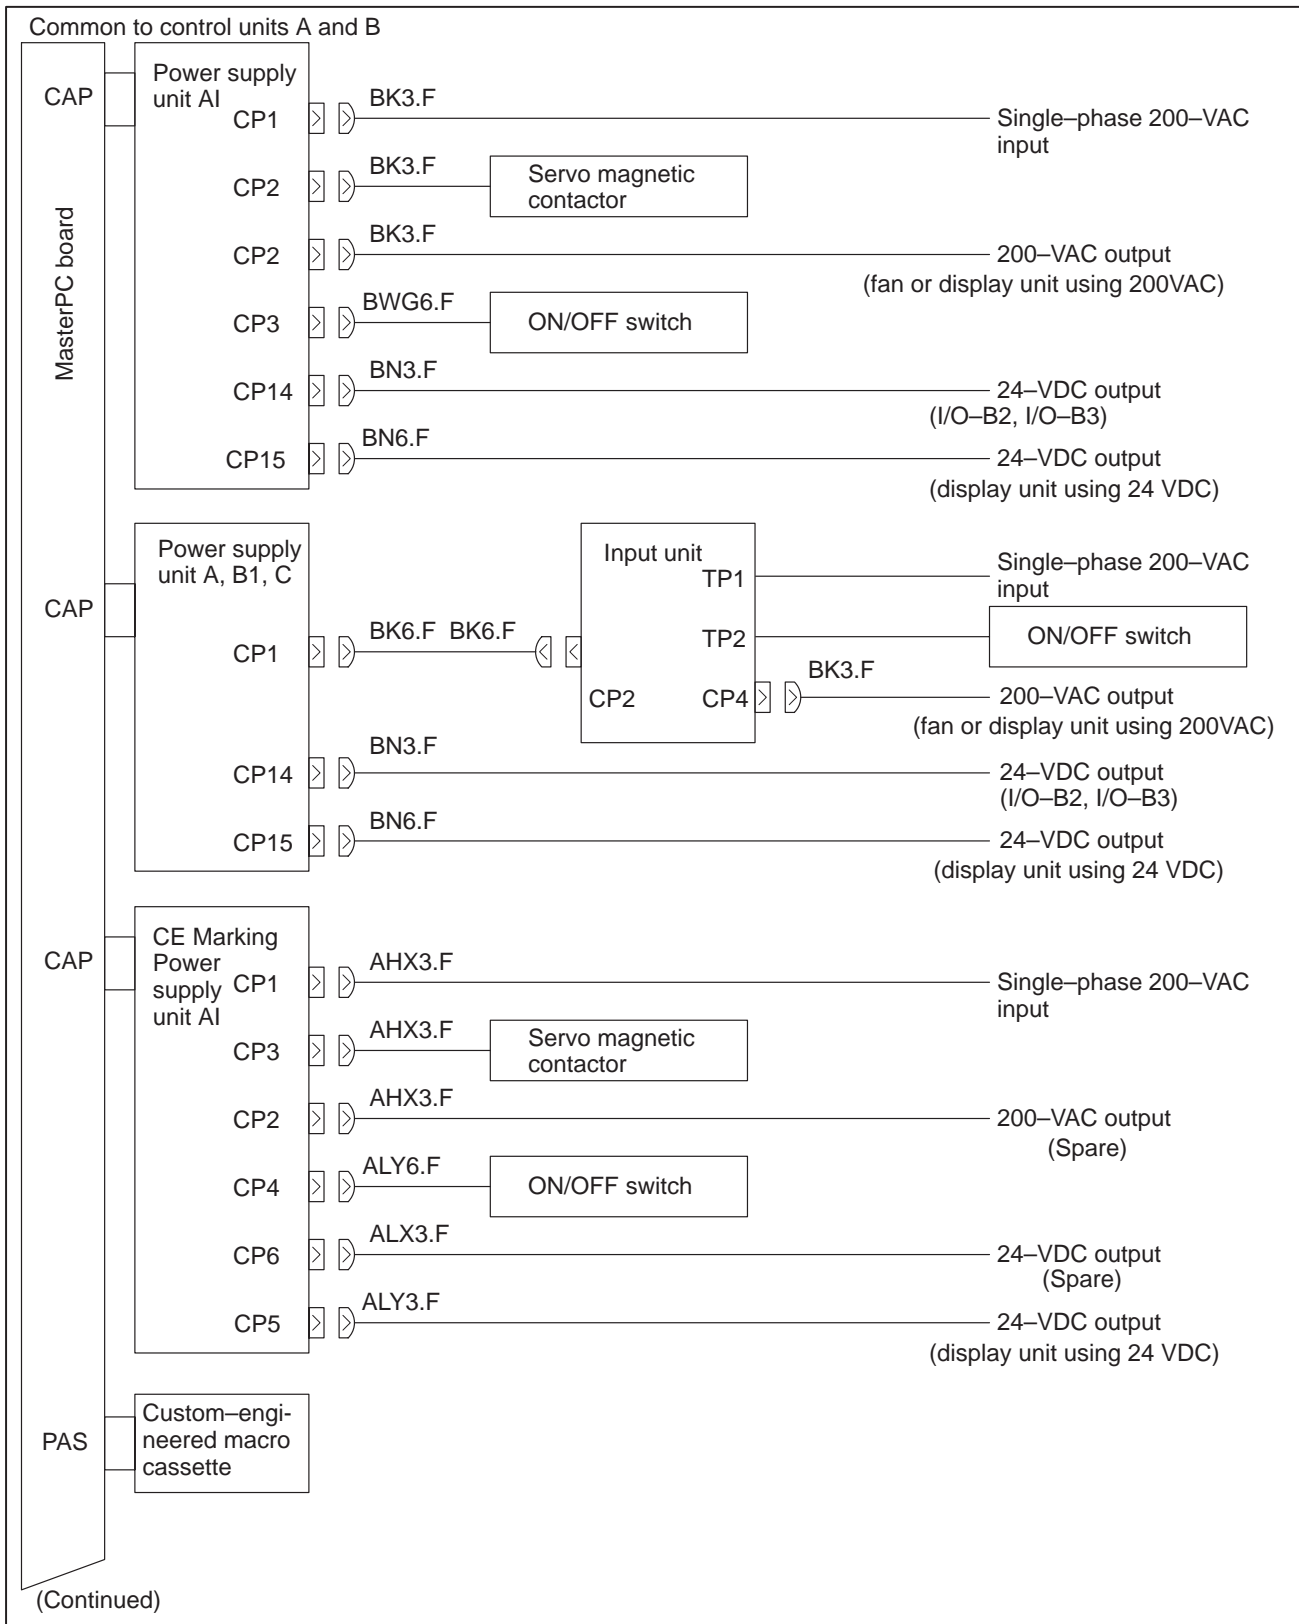 Common to control units A and B
MasterPC board
CAP
Power supply
unit AI
CP1
BK3.F
Single–phase 200–VAC
input
CP2
BK3.F
Servo magnetic
contactor
CP2
BK3.F
200–VAC output
(fan or display unit using 200VAC)
CP3
BWG6.F
ON/OFF switch
CP14
BN3.F
24–VDC output
(I/O–B2, I/O–B3)
CP15
BN6.F
24–VDC output
(display unit using 24 VDC)
CAP
Power supply
unit A, B1, C
CP1
BK6.F BK6.F
Input unit
CP2
TP1
Single–phase 200–VAC
input
TP2
ON/OFF switch
CP4
BK3.F
200–VAC output
(fan or display unit using 200VAC)
CP14
BN3.F
24–VDC output
(I/O–B2, I/O–B3)
CP15
BN6.F
24–VDC output
(display unit using 24 VDC)
CAP
CE Marking
Power
supply
unit AI
CP1
AHX3.F
Single–phase 200–VAC
input
CP3
AHX3.F
Servo magnetic
contactor
CP2
AHX3.F
200–VAC output
(Spare)
CP4
ALY6.F
ON/OFF switch
CP6
ALX3.F
24–VDC output
(Spare)
CP5
ALY3.F
24–VDC output
(display unit using 24 VDC)
PAS
Custom–engi-
neered macro
cassette
(Continued)